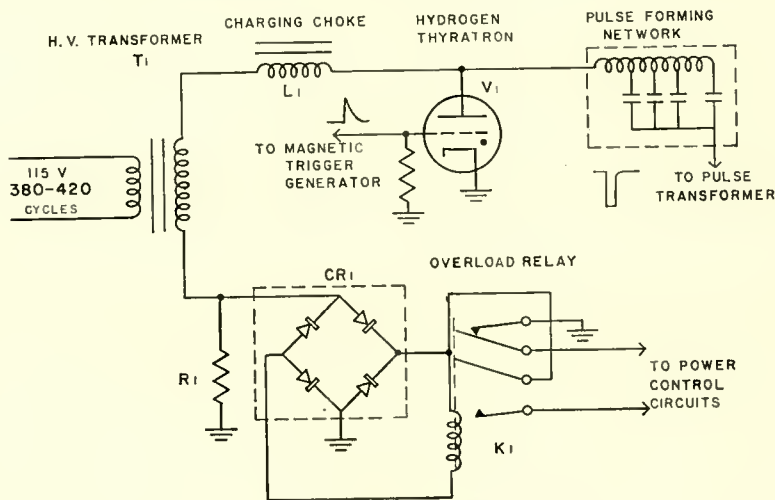 CHARGING CHOKE
HYDROGEN
THYRATRON
PULSE FORMING
NETWORK
H.V. TRANSFORMER
T1
L1
V1
TO MAGNETIC
TRIGGER
GENERATOR
115 V
380-420
CYCLES
TO PULSE
TRANSFORMER
CR1
OVERLOAD RELAY
R1
TO POWER
CONTROL
CIRCUITS
K1